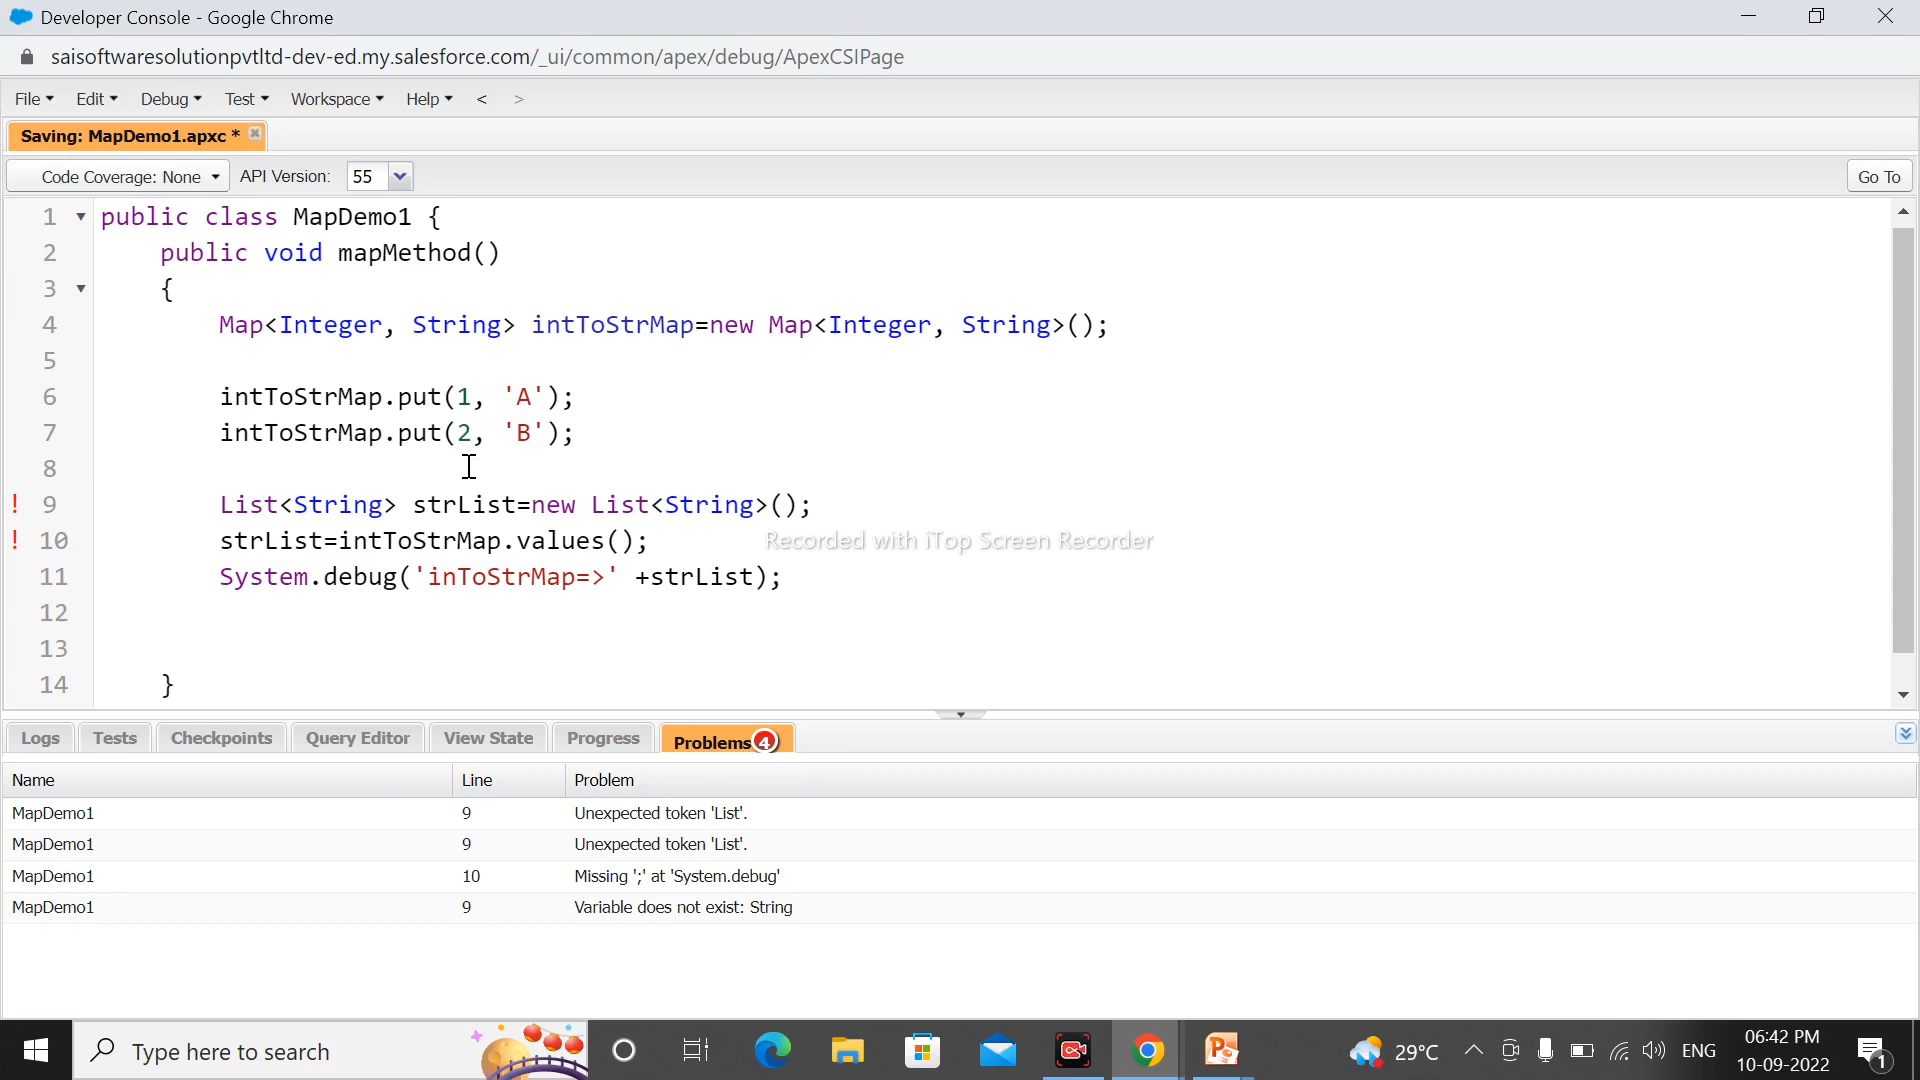 Developer Console - Google Chrome
saisoftwaresolutionpvtltd-dev-ed.my.salesforce.com/_ui/common/apex/debug/ApexCSIPage
File Edit Debug Test Workspace Help < >
Saving: MapDemo1.apxc *
Code Coverage: None API Version: 55 Go To
1 public class MapDemo1 {
2 public void mapMethod()
3 {
4 Map<Integer, String> intToStrMap=new Map<Integer, String>();
5
6 intToStrMap.put(1, 'A');
7 intToStrMap.put(2, 'B');
8
! 9 List<String> strList=new List<String>();
! 10 strList=intToStrMap.values();
Recorded with iTop Screen Recorder
11 System.debug('inToStrMap=>' +strList);
12
13
14 }
Logs Tests Checkpoints Query Editor View State Progress Problems 4
Name Line Problem
MapDemo1 9 Unexpected token 'List'.
MapDemo1 9 Unexpected token 'List'.
MapDemo1 10 Missing ';' at 'System.debug'
MapDemo1 9 Variable does not exist: String
Type here to search
29°C ENG
06:42 PM
10-09-2022
1